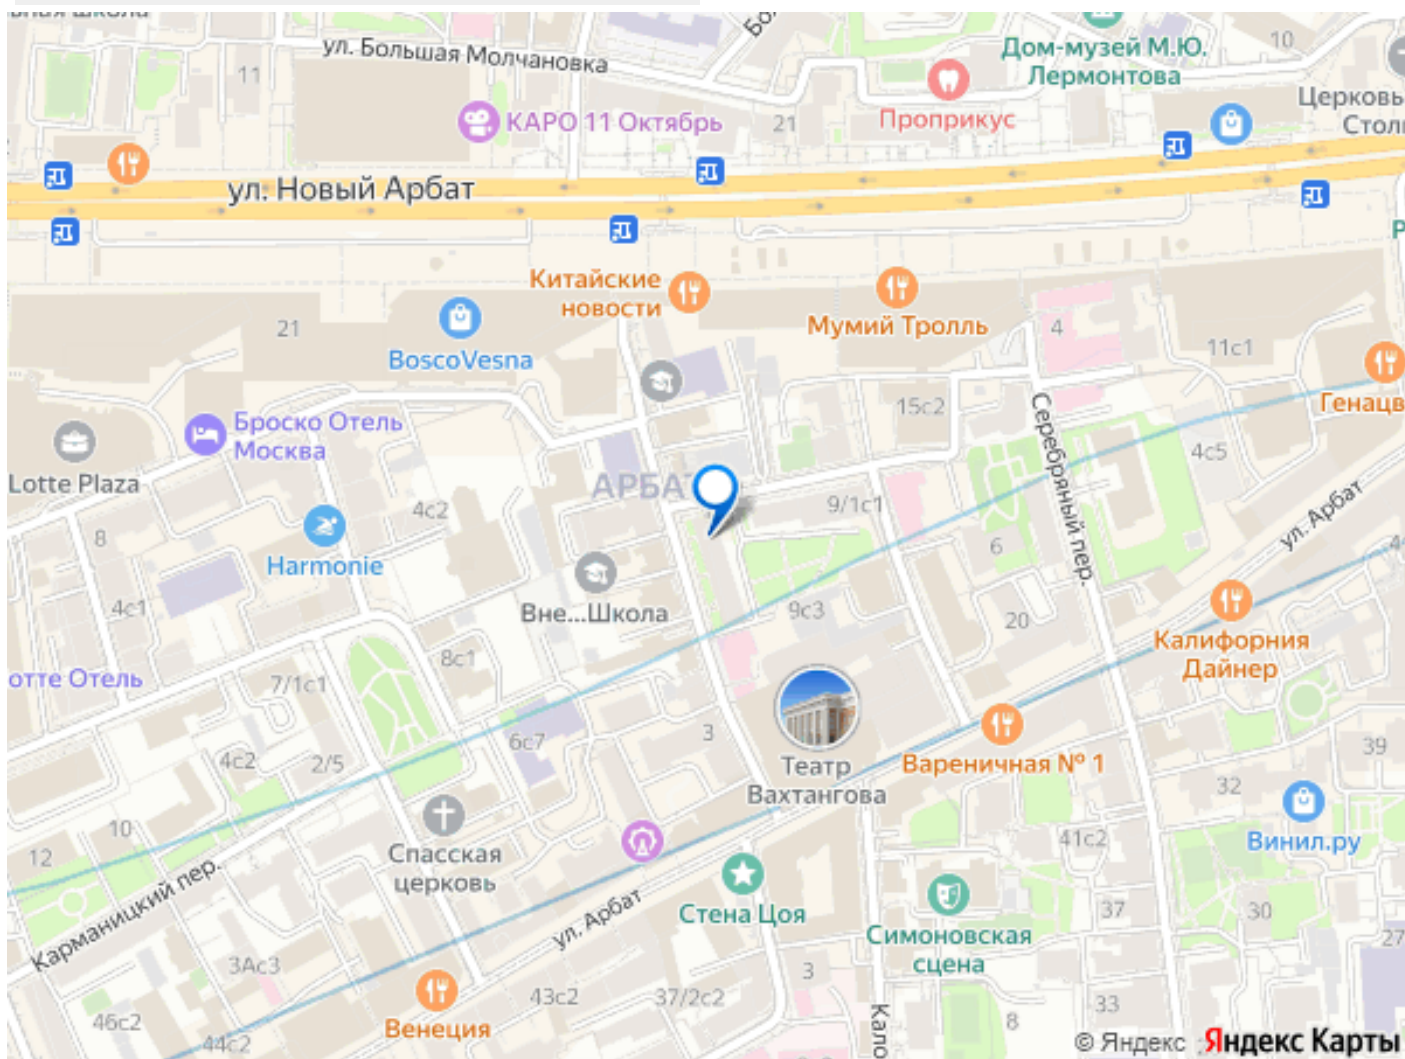 ул. Большая Молчановка
Дом-музей М.Ю.
Лермонтова
10
11
КАРО 11 Октябрь
21
Проприкус
Церковь
ул. Новый Арбат
Китайские
новости
Мумий Тролль
21
BoscoVesna
4
11с1
Генацв
Броско Отель
Москва
15с2
Серебряный пер.
4с5
Lotte Plaza
АРБАТ
4с2
9/1с1
ул. Арбат
8
Harmonie
6
4с1
Вне...Школа
9с3
20
Калифорния
Дайнер
8с1
отте Отель
7/1с1
3
6с7
4с2
2/5
Театр
Вахтангова
Вареничная № 1
39
32
10
12
Спасская
церковь
41с2
Винил.ру
Карманицкий пер.
ул. Арбат
Стена Цоя
37
30
Симоновская
сцена
27
3Ас3
3
43с2
37/2с2
Кало
33
8
46с2
Венеция
44с2
© Яндекс Яндекс Карты